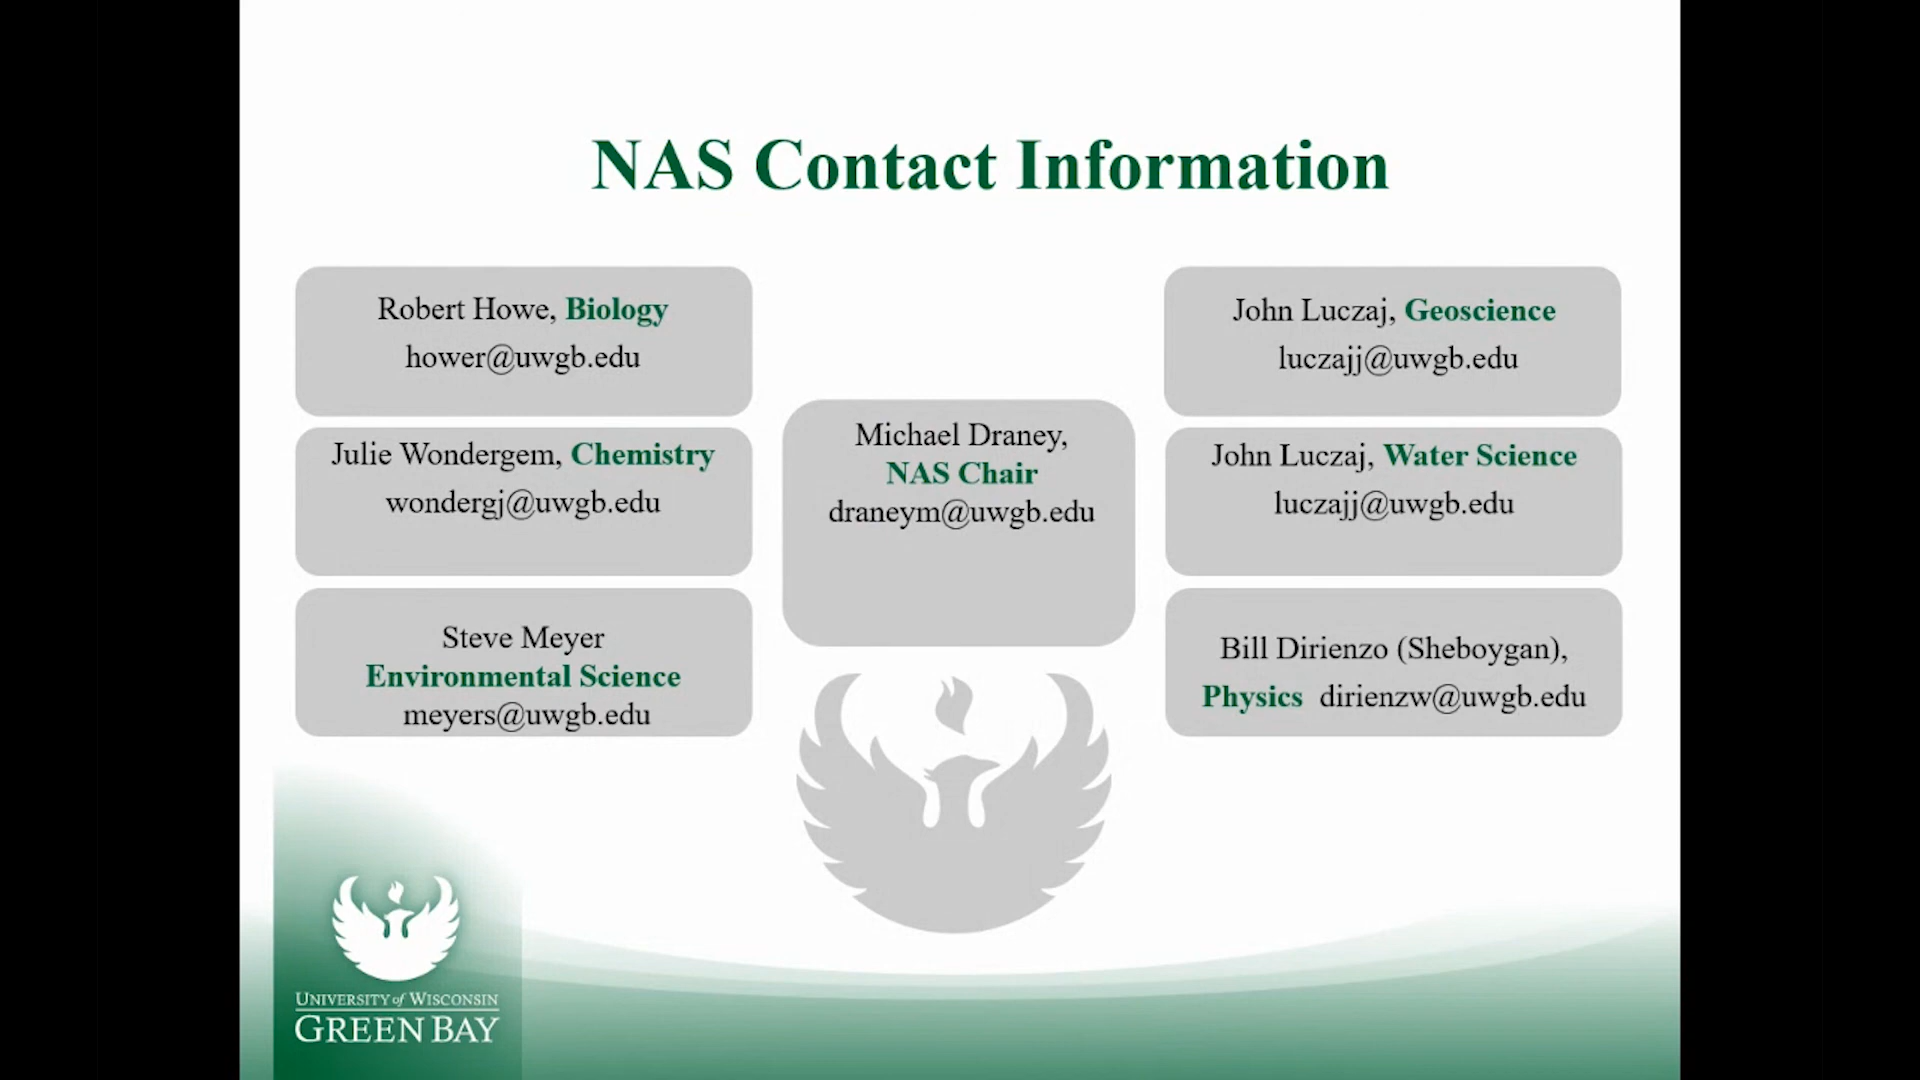 NAS Contact Information
Robert Howe, Biology
hower@uwgb.edu
Julie Wondergem, Chemistry
wondergj@uwgb.edu
Steve Meyer
Environmental Science
meyers@uwgb.edu
Michael Draney,
NAS Chair
draneym@uwgb.edu
John Luczaj, Geoscience
luczajj@uwgb.edu
John Luczaj, Water Science
luczajj@uwgb.edu
Bill Dirienzo (Sheboygan),
Physics dirienzw@uwgb.edu
UNIVERSITY of WISCONSIN
GREEN BAY